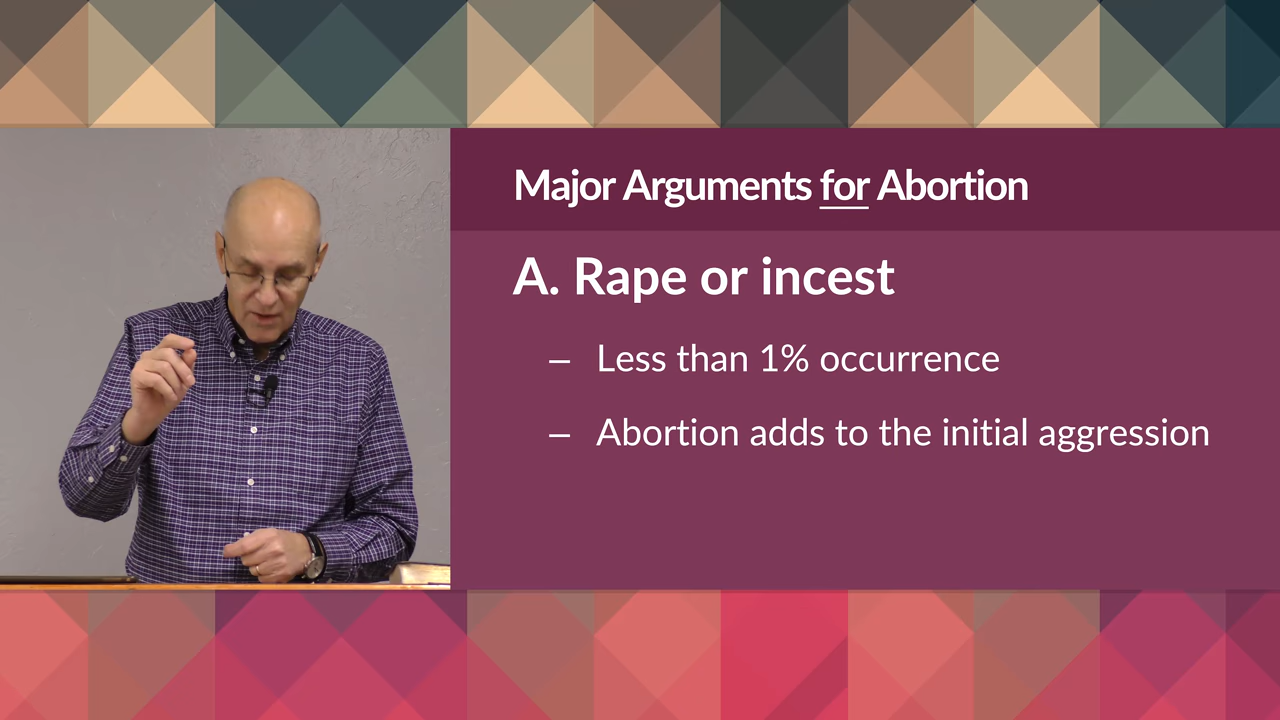 Major Arguments for Abortion
A. Rape or incest
– Less than 1% occurrence
– Abortion adds to the initial aggression